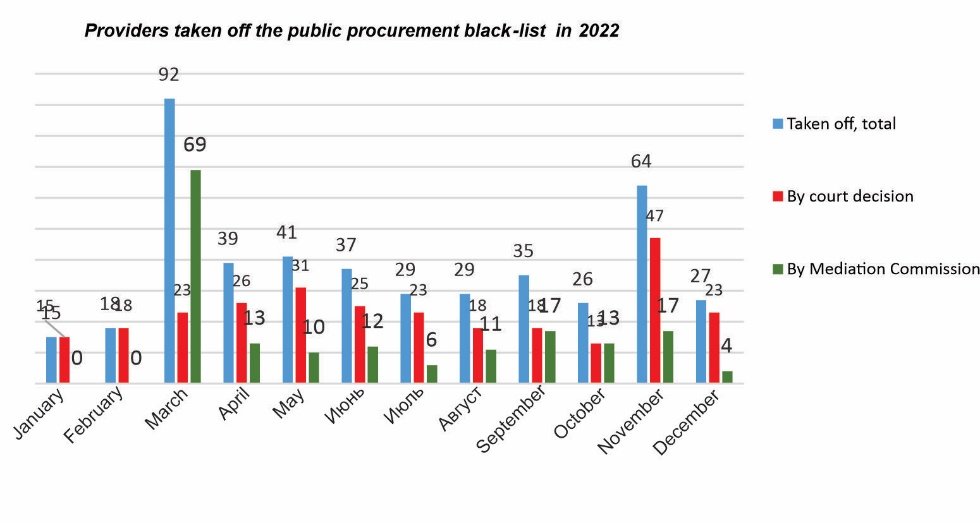 Providers taken off the public procurement black-list in 2022
92
69
64
47
39
41
37
35
31
29
29
26
26
27
25
23
23
23
18
18
18
18
17
17
15
15
13
13
13
12
11
10
6
4
0
0
Taken off, total
By court decision
By Mediation Commission
January
February
March
April
May
Июнь
Июль
Август
September
October
November
December